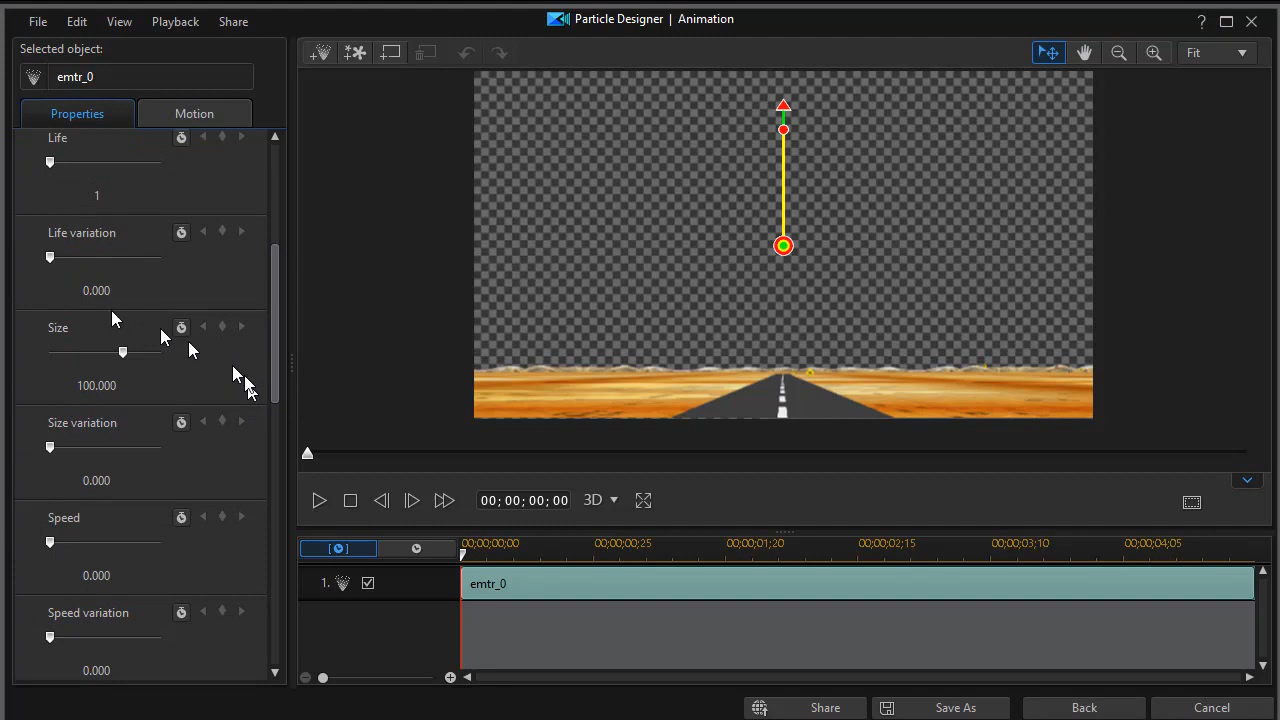 File Edit View Playback Share
Particle Designer | Animation
?
Selected object:
emtr_0
Fit
Properties Motion
Life
1
Life variation
0.000
Size
100.000
Size variation
0.000
Speed
0.000
Speed variation
0.000
00; 00; 00; 00 3D
00;00;00;00 00;00;00;25 00;00;01;20 00;00;02;15 00;00;03;10 00;00;04;05
1. emtr_0
Share Save As Back Cancel